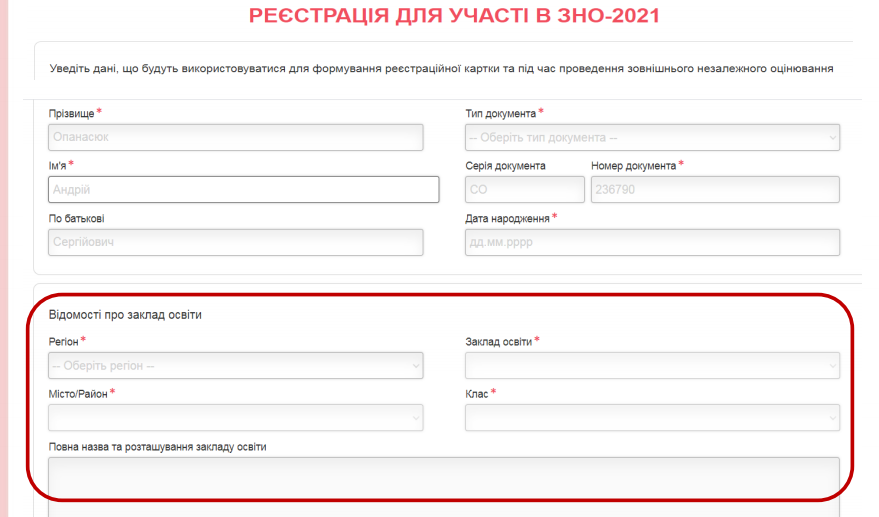 РЕЄСТРАЦІЯ ДЛЯ УЧАСТІ В ЗНО-2021
Уведіть дані, що будуть використовуватися для формування реєстраційної картки та під час проведення зовнішнього незалежного оцінювання
Прізвище *
Опанасюк
Тип документа *
-- Оберіть тип документа --
Ім'я *
Андрій
Серія документа
Номер документа *
СО
236790
По батькові
Сергійович
Дата народження *
дд.мм.рррр
Відомості про заклад освіти
Регіон *
-- Оберіть регіон --
Заклад освіти *
Місто/Район *
Клас *
Повна назва та розташування закладу освіти